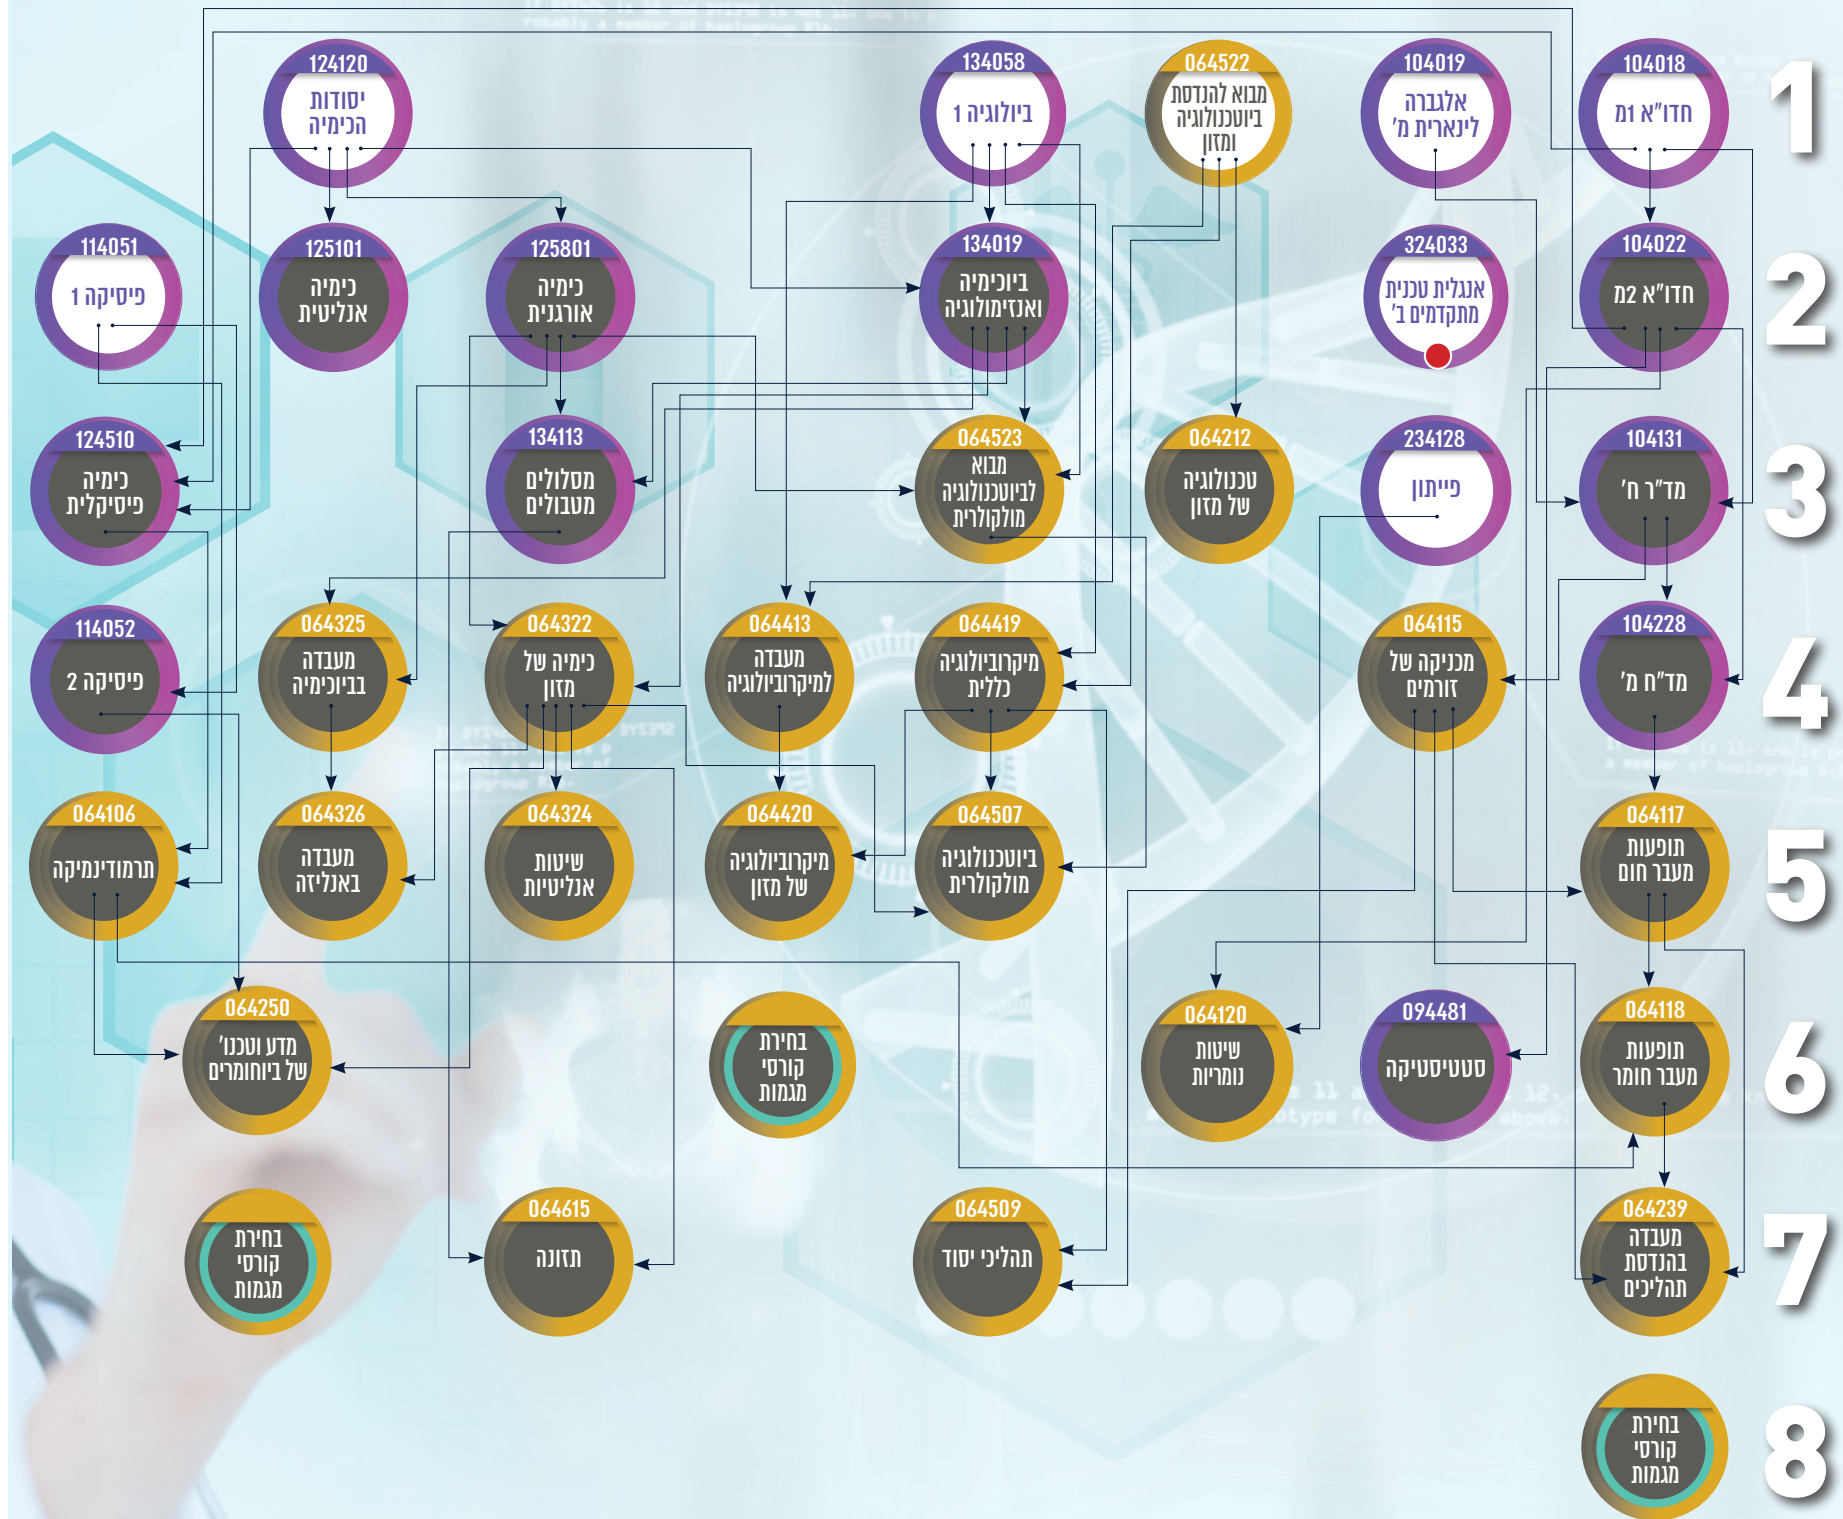 1
104018
חדו"א 1מ
104019
אלגברה
לינארית מ'
064522
מבוא להנדסת
ביוטכנולוגיה
ומזון
134058
ביולוגיה 1
124120
יסודות
הכימיה
2
104022
חדו"א 2מ
324033
אנגלית טכנית
מתקדמים ב'
134019
ביוכימיה
ואנזימולוגיה
125801
כימיה
אורגנית
125101
כימיה
אנליטית
114051
פיסיקה 1
3
104131
מד"ר ח'
234128
פייתון
064212
טכנולוגיה
של מזון
064523
מבוא
לביוטכנולוגיה
מולקולרית
134113
מסלולים
מטבולים
124510
כימיה
פיסיקלית
4
104228
מד"ח מ'
064115
מכניקה של
זורמים
064419
מיקרוביולוגיה
כללית
064413
מעבדה
למיקרוביולוגיה
064322
כימיה של
מזון
064325
מעבדה
בביוכימיה
114052
פיסיקה 2
5
064117
תופעות
מעבר חום
064507
ביוטכנולוגיה
מולקולרית
064420
מיקרוביולוגיה
של מזון
064324
שיטות
אנליטיות
064326
מעבדה
באנליזה
064106
תרמודינמיקה
6
064118
תופעות
מעבר חומר
094481
סטטיסטיקה
064120
שיטות
נומריות
בחירת
קורסי
מגמות
064250
מדע וטכנו'
של ביוחומרים
7
064239
מעבדה
בהנדסת
תהליכים
064509
תהליכי יסוד
064615
תזונה
בחירת
קורסי
מגמות
8
בחירת
קורסי
מגמות